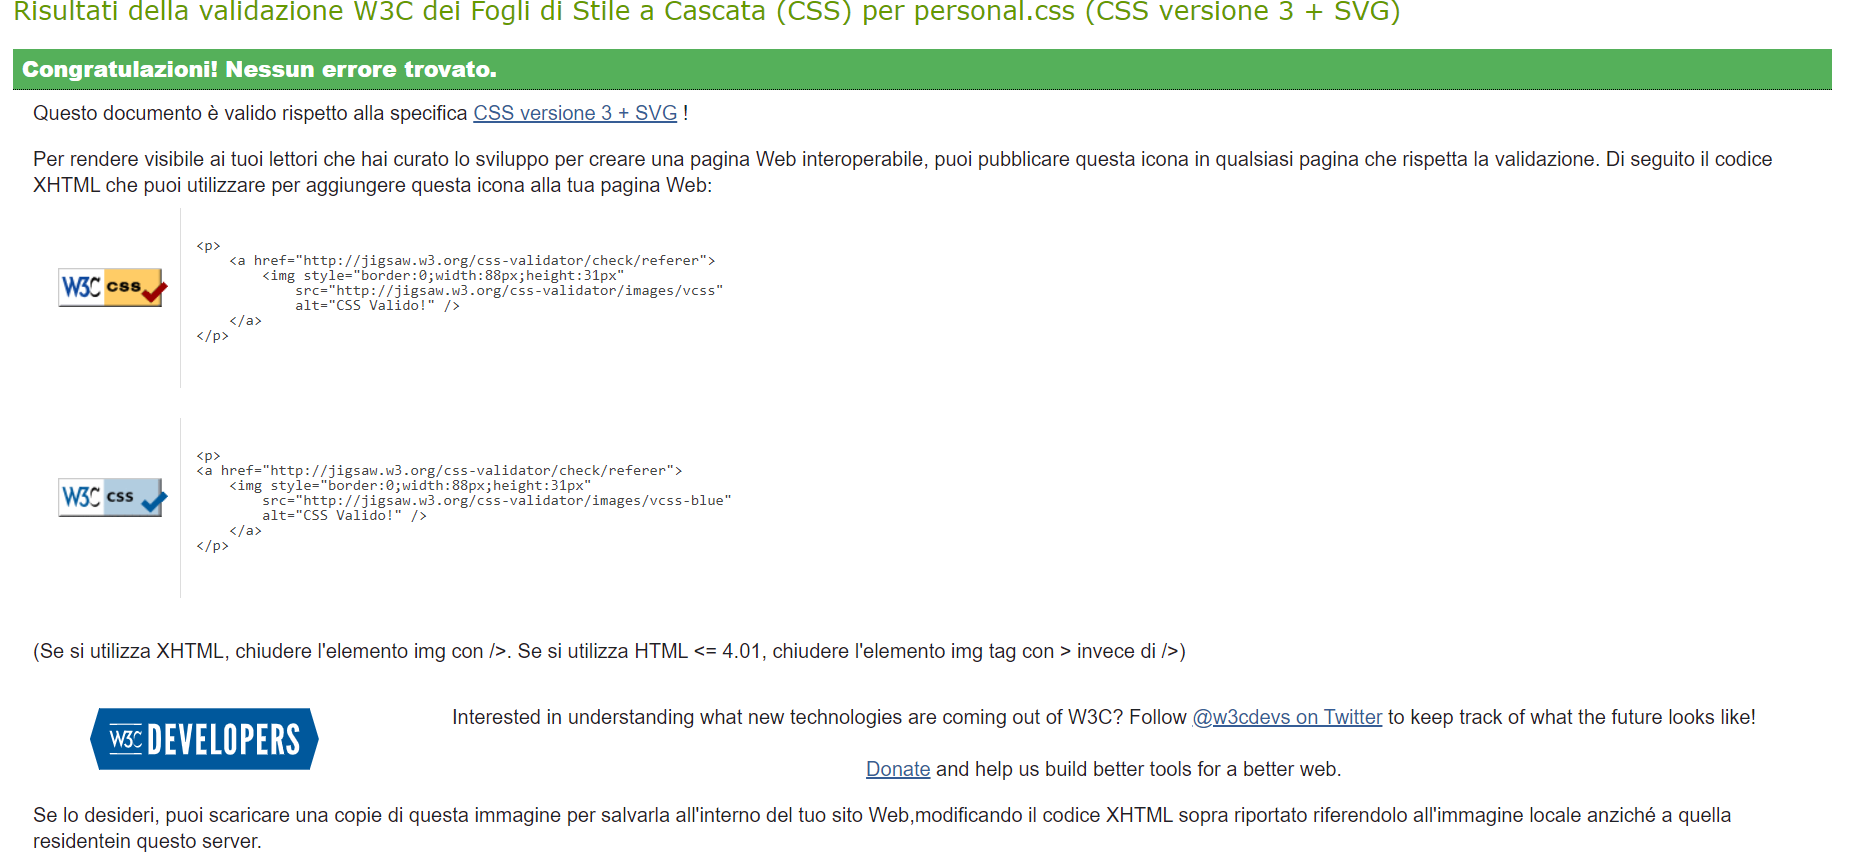 Risultati della validazione W3C dei Fogli di Stile a Cascata (CSS) per personal.css (CSS versione 3 + SVG)
Congratulazioni! Nessun errore trovato.
Questo documento è valido rispetto alla specifica CSS versione 3 + SVG !
Per rendere visibile ai tuoi lettori che hai curato lo sviluppo per creare una pagina Web interoperabile, puoi pubblicare questa icona in qualsiasi pagina che rispetta la validazione. Di seguito il codice
XHTML che puoi utilizzare per aggiungere questa icona alla tua pagina Web:
W3C css
<p>
    <a href="http://jigsaw.w3.org/css-validator/check/referer">
        <img style="border:0;width:88px;height:31px"
            src="http://jigsaw.w3.org/css-validator/images/vcss"
            alt="CSS Valido!" />
    </a>
</p>
W3C css
<p>
<a href="http://jigsaw.w3.org/css-validator/check/referer">
    <img style="border:0;width:88px;height:31px"
        src="http://jigsaw.w3.org/css-validator/images/vcss-blue"
        alt="CSS Valido!" />
    </a>
</p>
(Se si utilizza XHTML, chiudere l'elemento img con />. Se si utilizza HTML <= 4.01, chiudere l'elemento img tag con > invece di />)
W3C DEVELOPERS
Interested in understanding what new technologies are coming out of W3C? Follow @w3cdevs on Twitter to keep track of what the future looks like!
Donate and help us build better tools for a better web.
Se lo desideri, puoi scaricare una copie di questa immagine per salvarla all'interno del tuo sito Web,modificando il codice XHTML sopra riportato riferendolo all'immagine locale anziché a quella
residentein questo server.